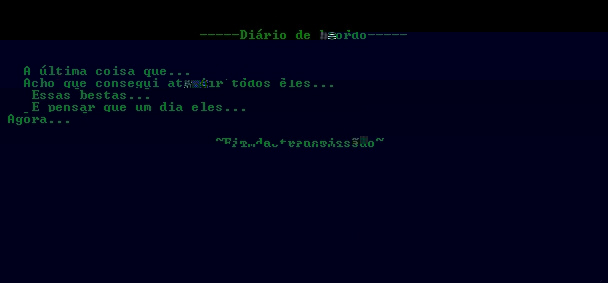 -----Diário de bordo-----
A última coisa que...
Acho que consegui atrair todos eles...
Essas bestas...
E pensar que um dia eles...
Agora...
~Fim da transmissão~